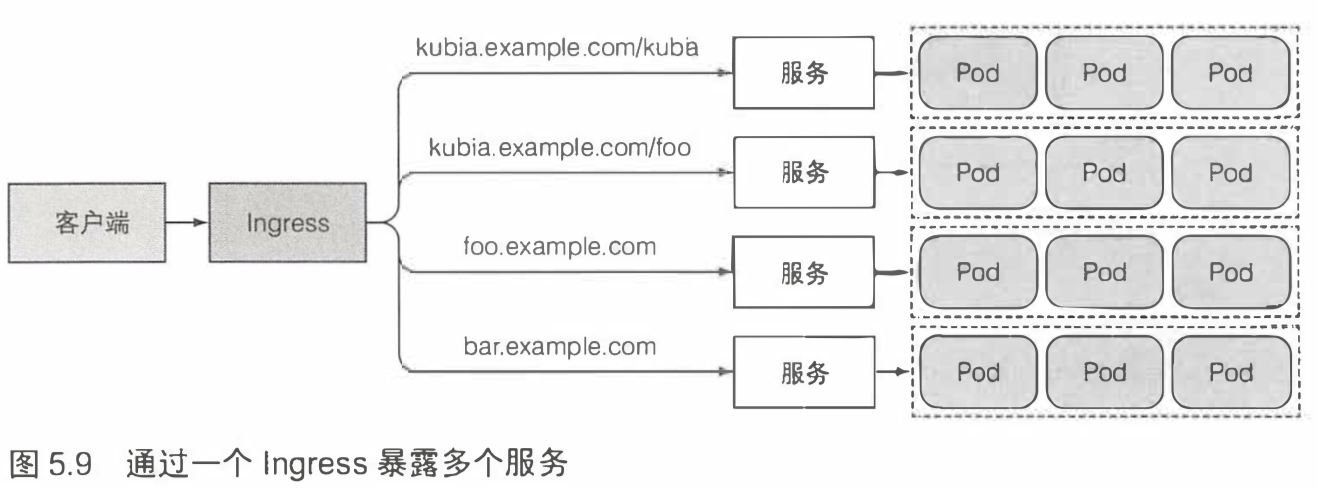 kubia.example.com/kubia
服务
Pod Pod Pod
kubia.example.com/foo
服务
Pod Pod Pod
客户端
Ingress
foo.example.com
服务
Pod Pod Pod
bar.example.com
服务
Pod Pod Pod
图 5.9 通过一个 Ingress 暴露多个服务